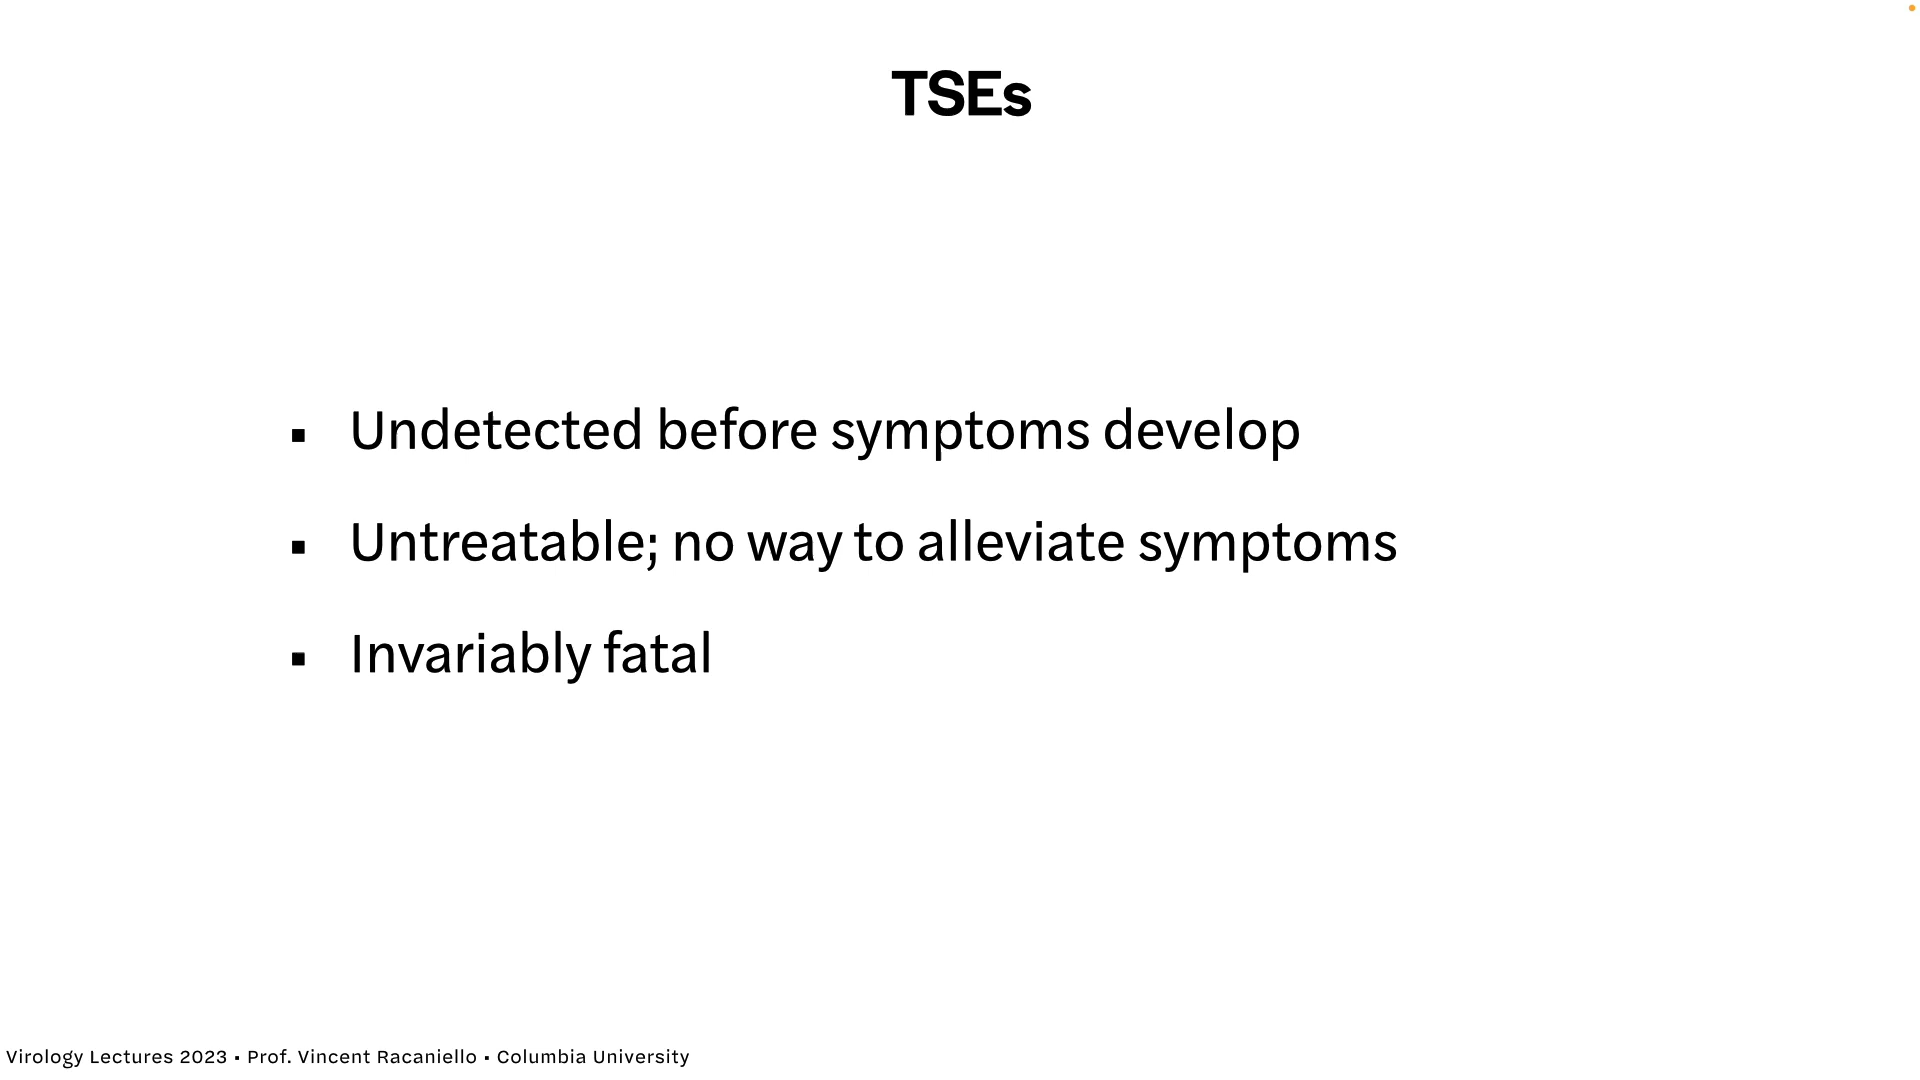 TSEs
▪ Undetected before symptoms develop
▪ Untreatable; no way to alleviate symptoms
▪ Invariably fatal
Virology Lectures 2023 ▪ Prof. Vincent Racaniello ▪ Columbia University